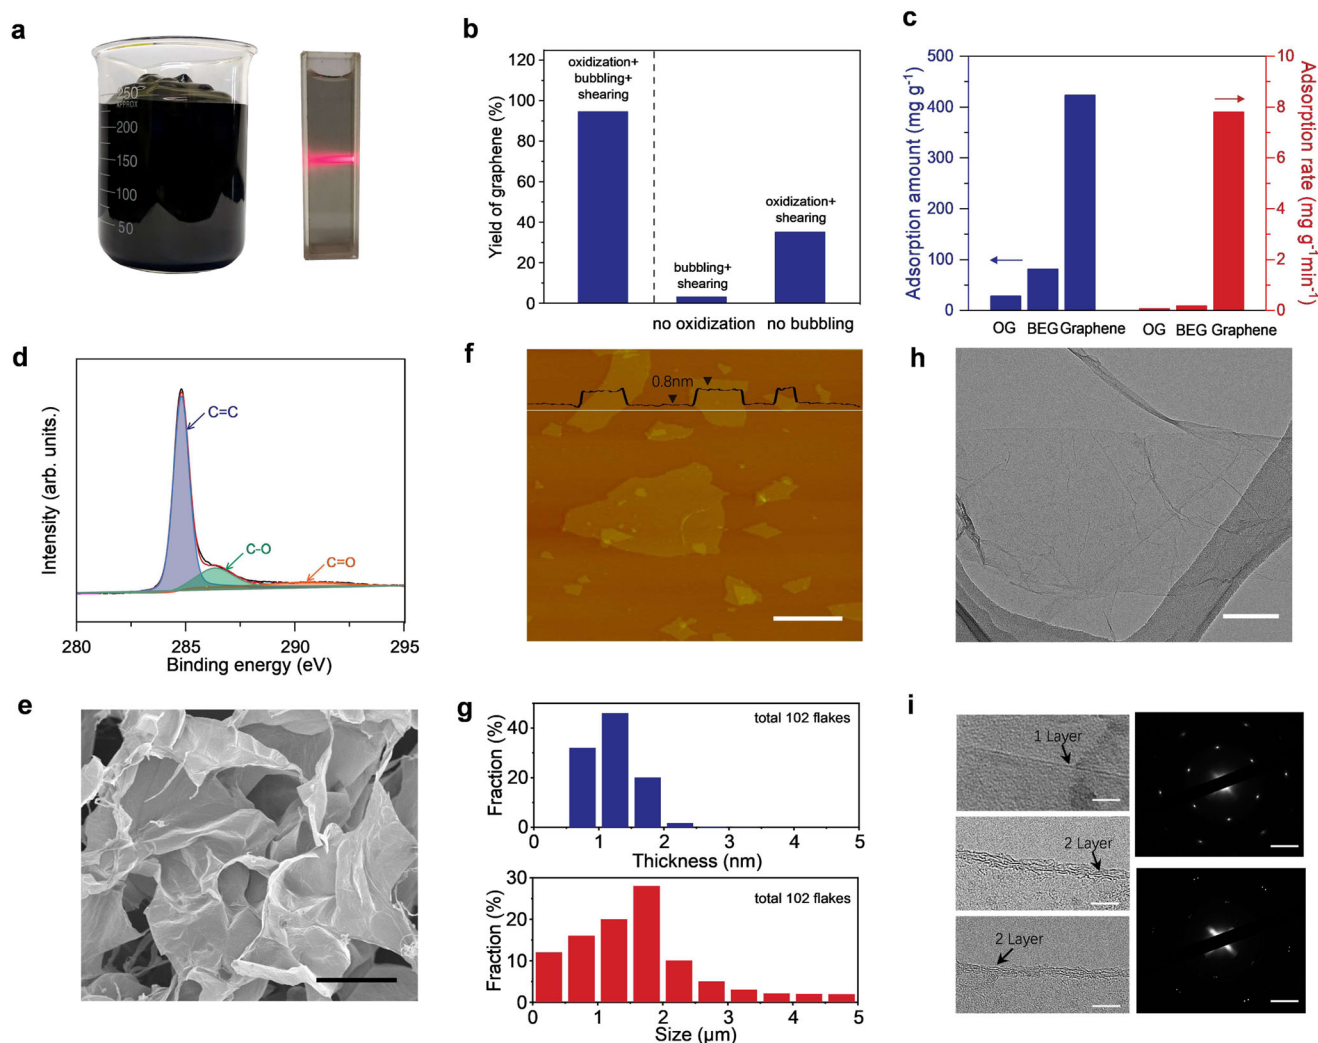 a
250
APPROX
200
150
100
50
b
Yield of graphene (%)
120
100
80
60
40
20
0
oxidization+
bubbling+
shearing
bubbling+
shearing
oxidization+
shearing
no oxidization
no bubbling
c
Adsorption amount (mg g⁻¹)
500
400
300
200
100
0
OG BEG Graphene
OG BEG Graphene
10
8
6
4
2
0
Adsorption rate (mg g⁻¹min⁻¹)
d
Intensity (arb. units.)
C=C
C-O
C=O
280 285 290 295
Binding energy (eV)
f
0.8nm
h
e
g
Fraction (%)
40
20
0
total 102 flakes
0 1 2 3 4 5
Thickness (nm)
Fraction (%)
30
20
10
0
total 102 flakes
0 1 2 3 4 5
Size (μm)
i
1 Layer
2 Layer
2 Layer